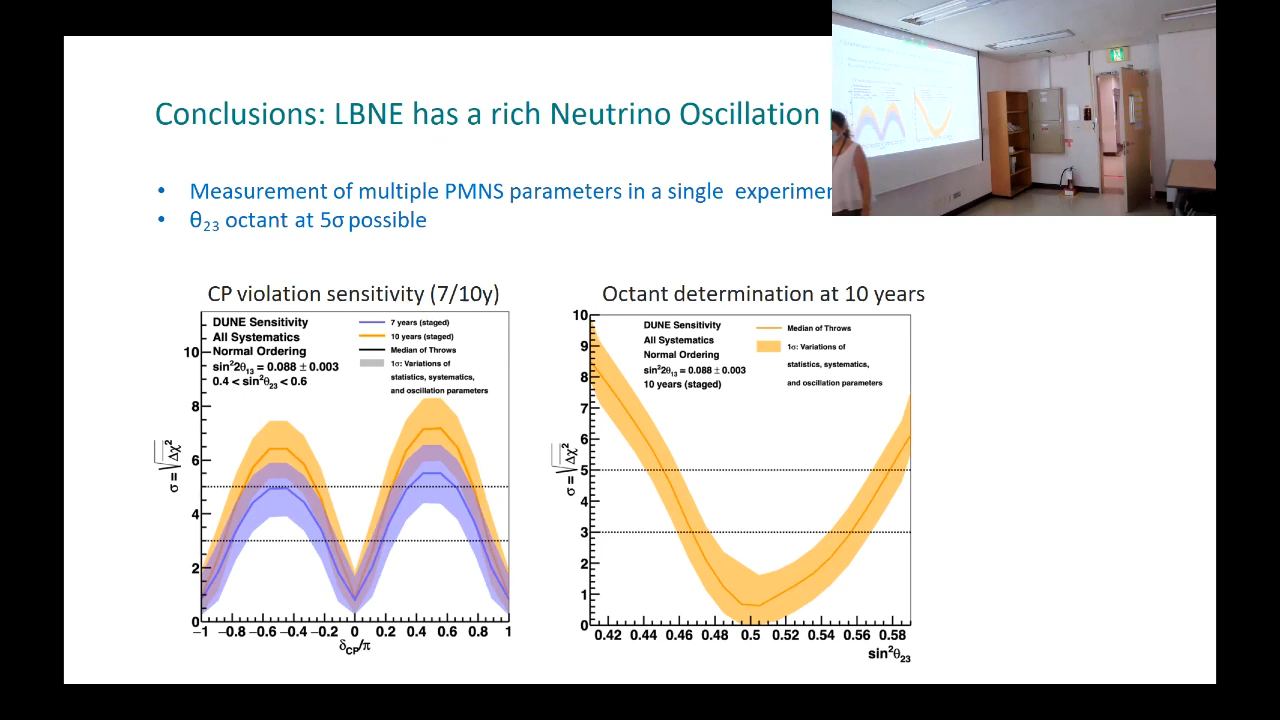 Conclusions: LBNE has a rich Neutrino Oscillation
• Measurement of multiple PMNS parameters in a single experimen
• θ23 octant at 5σ possible
CP violation sensitivity (7/10y)
DUNE Sensitivity
All Systematics
Normal Ordering
sin²2θ13 = 0.088 ± 0.003
0.4 < sin²θ23 < 0.6
7 years (staged)
10 years (staged)
Median of Throws
1σ: Variations of
statistics, systematics,
and oscillation parameters
σ = √Δχ²
10
8
6
4
2
0
−1 −0.8 −0.6 −0.4 −0.2 0 0.2 0.4 0.6 0.8 1
δCP/π
Octant determination at 10 years
DUNE Sensitivity
All Systematics
Normal Ordering
sin²2θ13 = 0.088 ± 0.003
10 years (staged)
Median of Throws
1σ: Variations of
statistics, systematics,
and oscillation parameters
σ = √Δχ²
10
9
8
7
6
5
4
3
2
1
0
0.42 0.44 0.46 0.48 0.5 0.52 0.54 0.56 0.58
sin²θ23